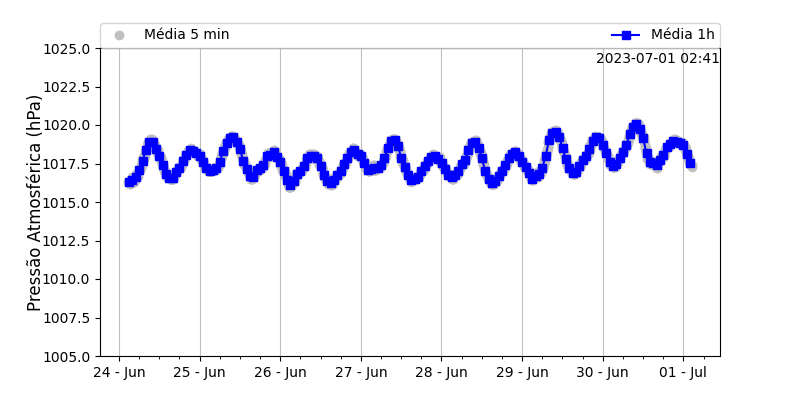 Média 5 min
Média 1h
2023-07-01 02:41
Pressão Atmosférica (hPa)
1025.0
1022.5
1020.0
1017.5
1015.0
1012.5
1010.0
1007.5
1005.0
24 - Jun
25 - Jun
26 - Jun
27 - Jun
28 - Jun
29 - Jun
30 - Jun
01 - Jul